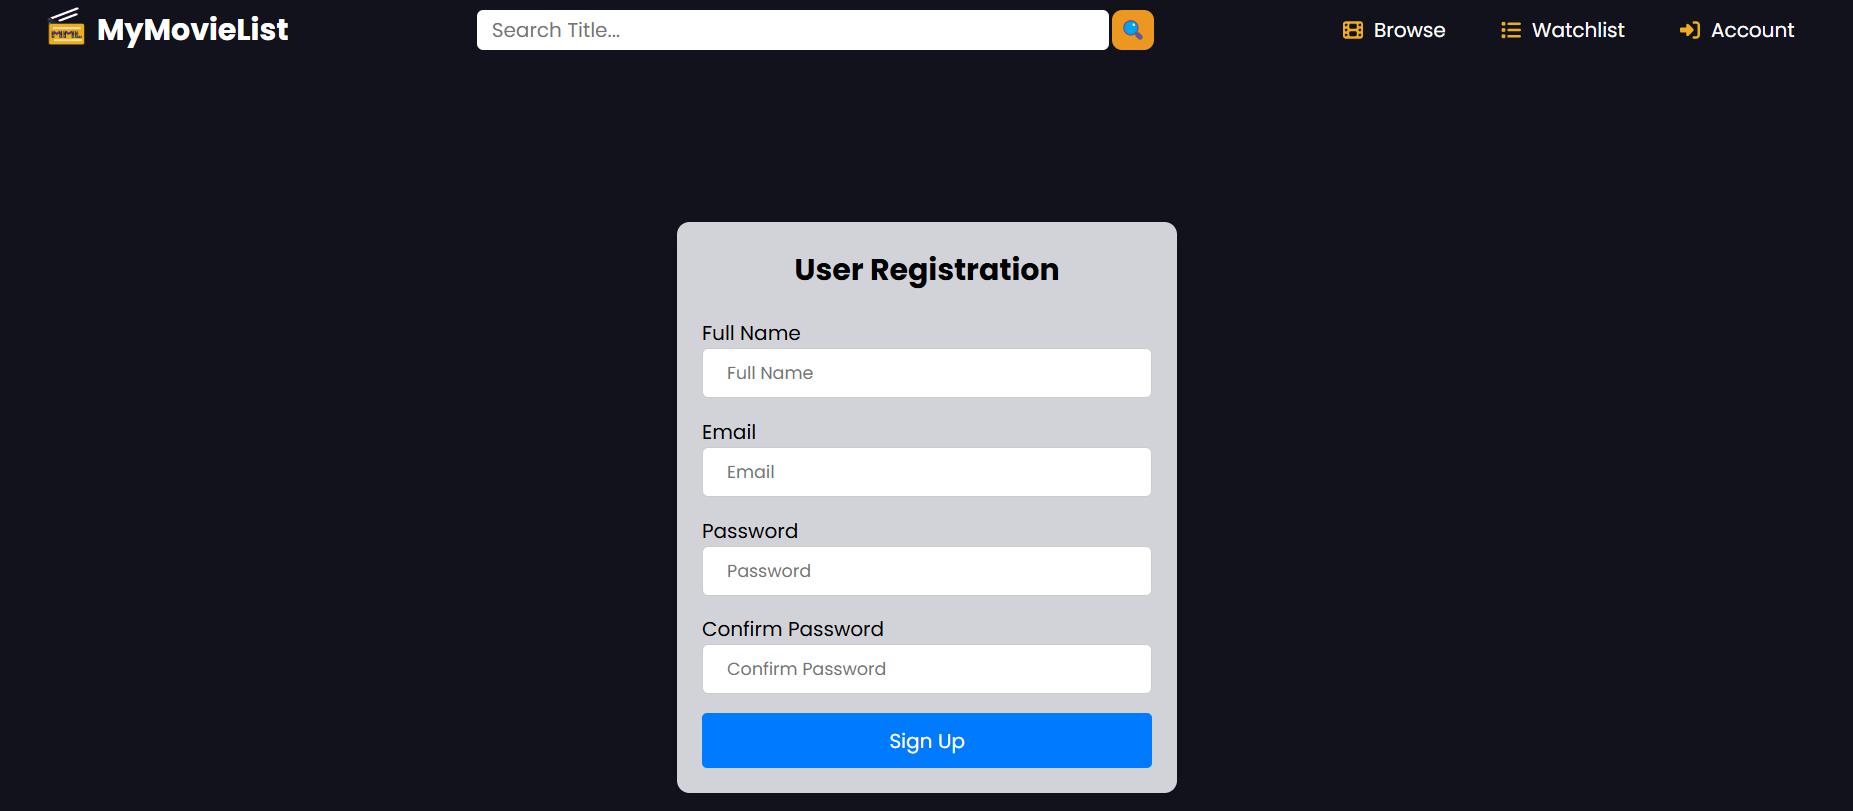 MML MyMovieList
Search Title...
Browse
Watchlist
Account
User Registration
Full Name
Full Name
Email
Email
Password
Password
Confirm Password
Confirm Password
Sign Up